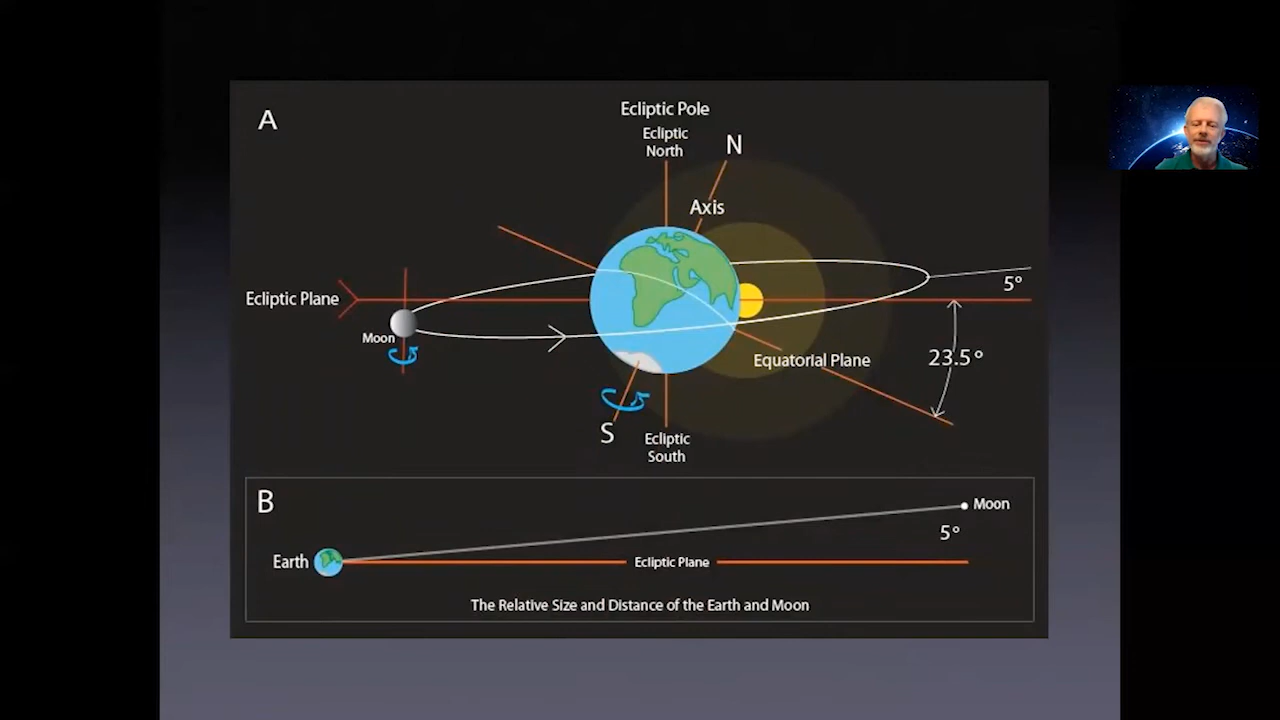 A
Ecliptic Pole
Ecliptic
North
N
Axis
Ecliptic Plane
5°
Moon
Equatorial Plane
23.5°
S
Ecliptic
South
B
Moon
5°
Earth
Ecliptic Plane
The Relative Size and Distance of the Earth and Moon